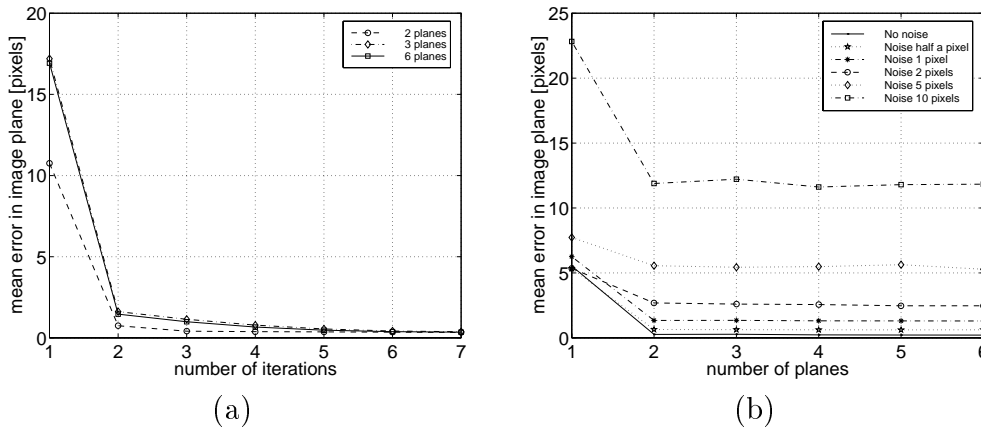 20
15
10
5
0
1
2
3
4
5
6
7
mean error in image plane [pixels]
number of iterations
2 planes
3 planes
6 planes
(a)
25
20
15
10
5
0
1
2
3
4
5
6
mean error in image plane [pixels]
number of planes
No noise
Noise half a pixel
Noise 1 pixel
Noise 2 pixels
Noise 5 pixels
Noise 10 pixels
(b)